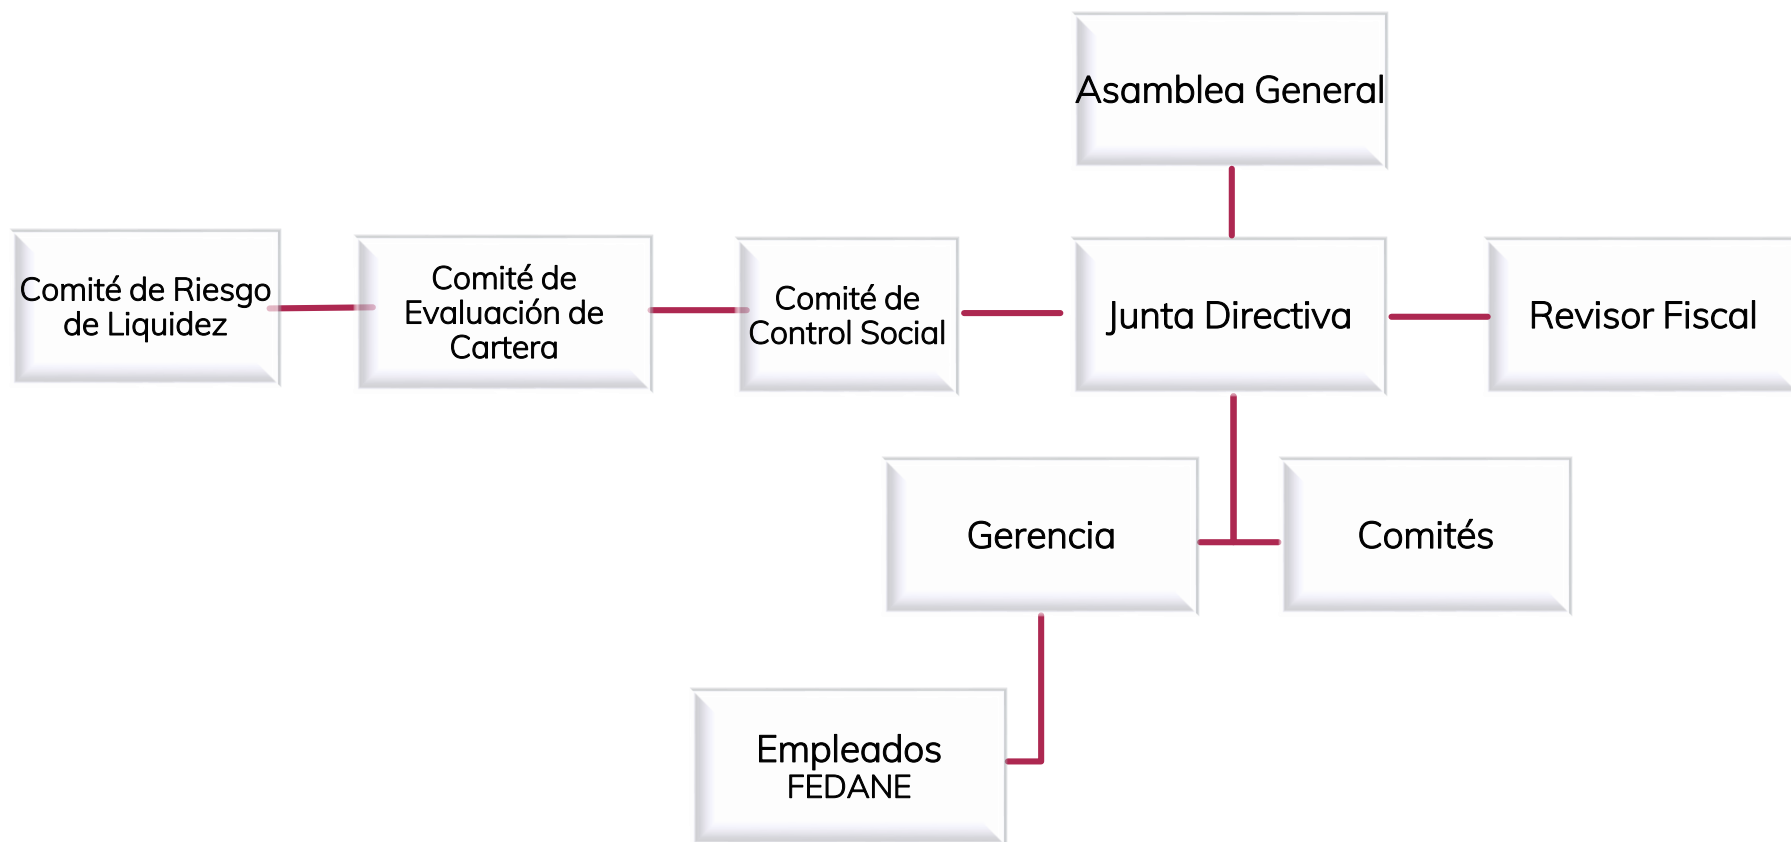 Asamblea General
Comité de Riesgo
de Liquidez
Comité de
Evaluación de
Cartera
Comité de
Control Social
Junta Directiva
Revisor Fiscal
Gerencia
Comités
Empleados
FEDANE